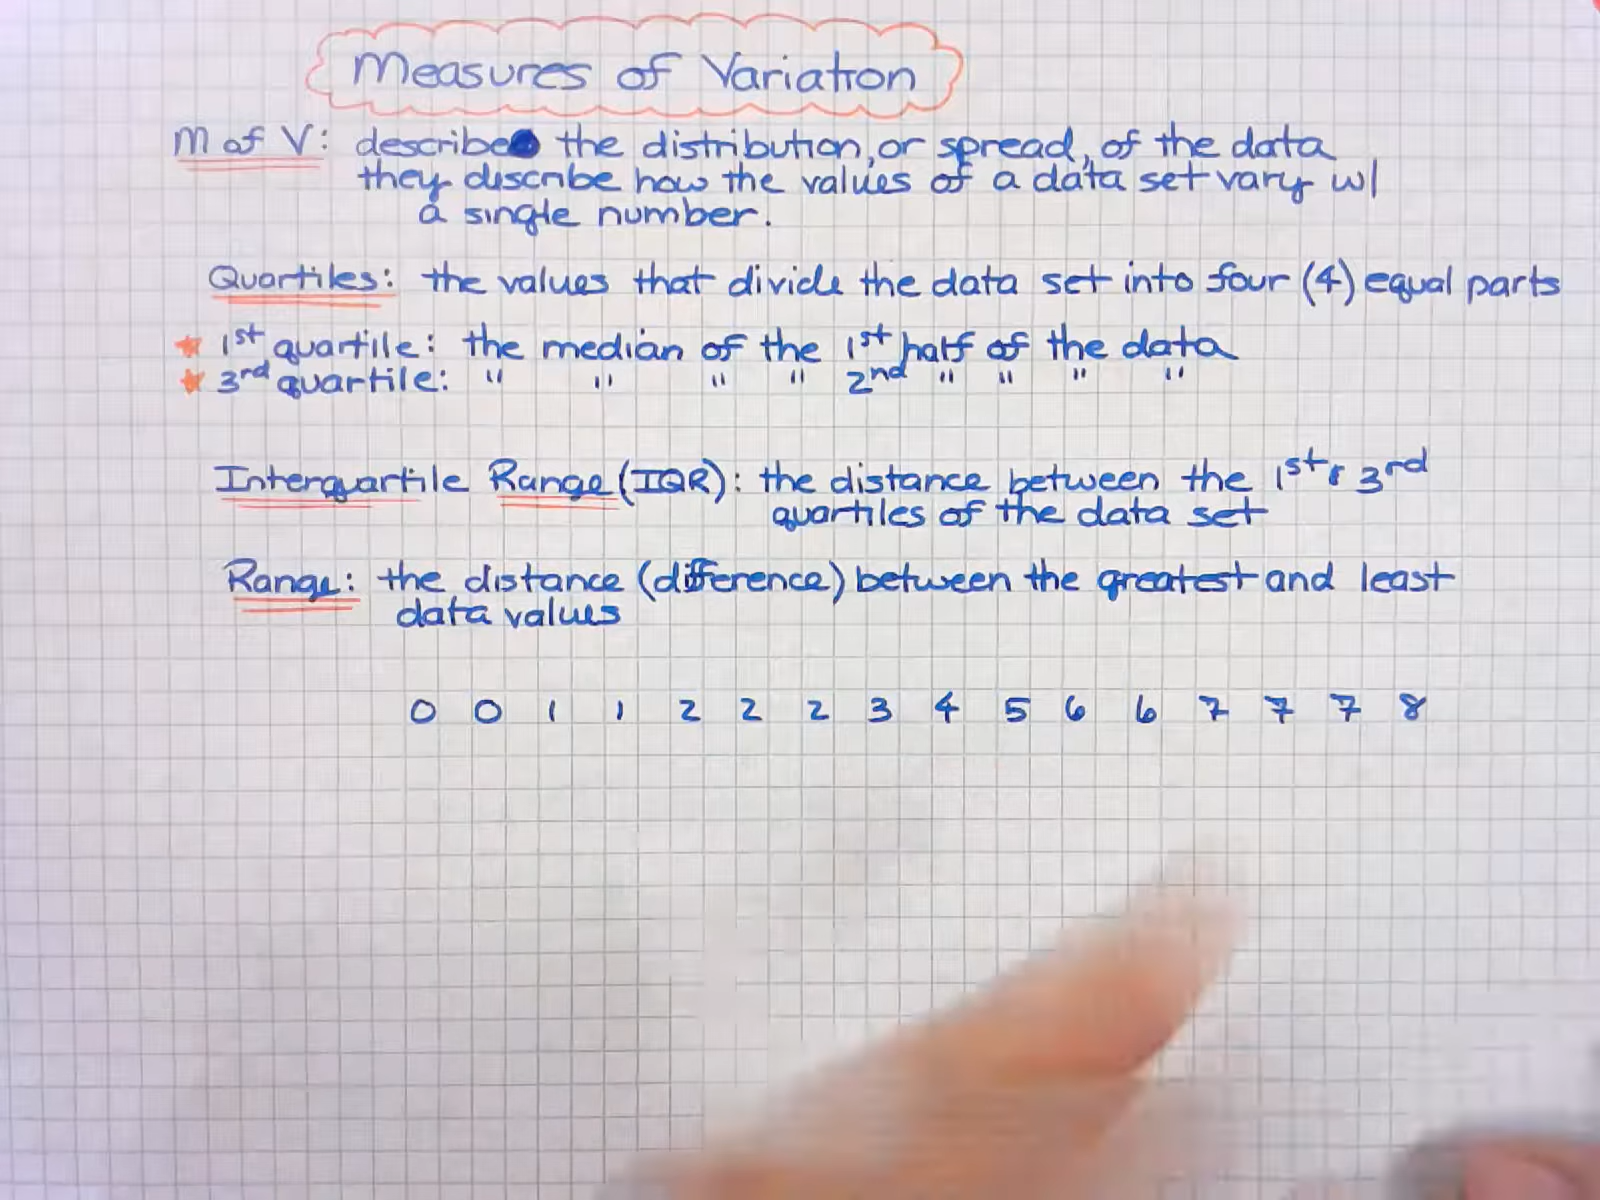 Measures of Variation
M of V: describe the distribution, or spread, of the data
they describe how the values of a data set vary w/
a single number.
Quartiles: the values that divide the data set into four (4) equal parts
★ 1st quartile: the median of the 1st half of the data
★ 3rd quartile: " " " " 2nd " " " "
Interquartile Range (IQR): the distance between the 1st & 3rd
quartiles of the data set
Range: the distance (difference) between the greatest and least
data values
0 0 1 1 2 2 2 3 4 5 6 6 7 7 7 8